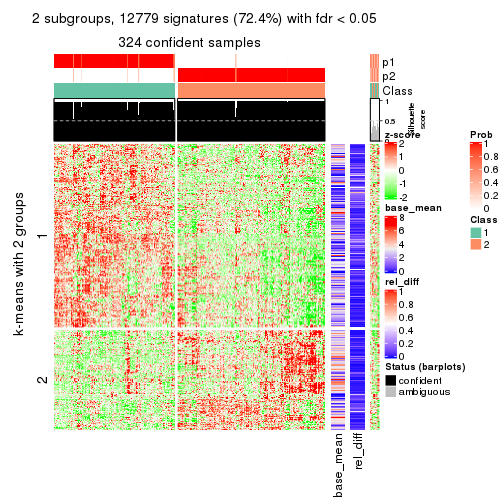 2 subgroups, 12779 signatures (72.4%) with fdr < 0.05
324 confident samples
p1
p2
Class
1
0.5
0
Silhouette
score
k-means with 2 groups
1
2
base_mean
rel_diff
z-score
2
1
0
-1
-2
base_mean
8
6
4
2
0
rel_diff
1
0.8
0.6
0.4
0.2
0
Status (barplots)
confident
ambiguous
Prob
1
0.8
0.6
0.4
0.2
0
Class
1
2